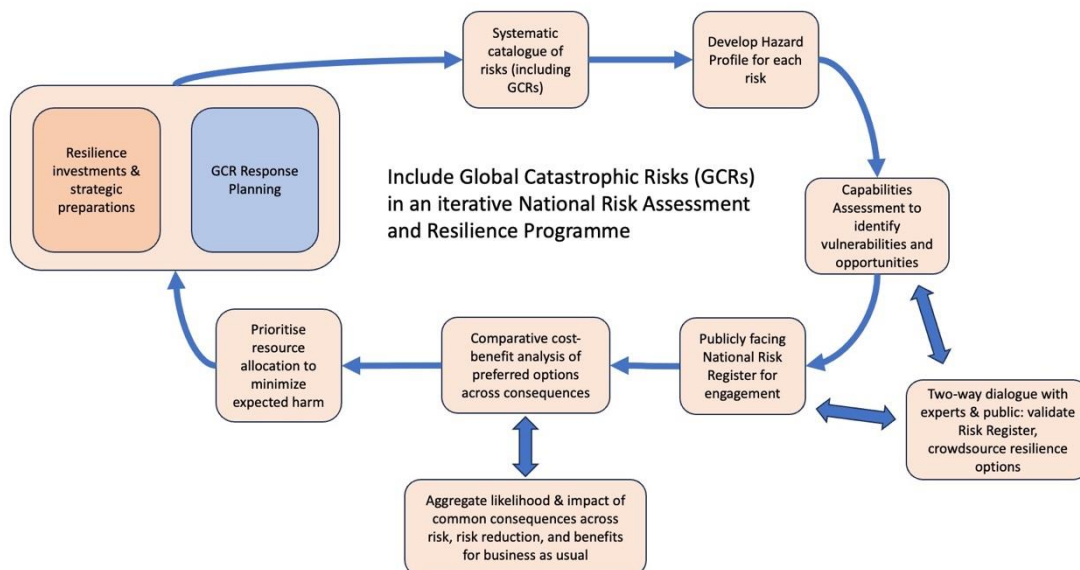 Systematic
catalogue of
risks (including
GCRs)
Develop Hazard
Profile for each
risk
Resilience
investments &
strategic
preparations
GCR Response
Planning
Include Global Catastrophic Risks (GCRs)
in an iterative National Risk Assessment
and Resilience Programme
Capabilities
Assessment to
identify
vulnerabilities and
opportunities
Prioritise
resource
allocation to
minimize
expected harm
Comparative cost-
benefit analysis of
preferred options
across consequences
Publicly facing
National Risk
Register for
engagement
Two-way dialogue with
experts & public: validate
Risk Register,
crowdsource resilience
options
Aggregate likelihood & impact of
common consequences across
risk, risk reduction, and benefits
for business as usual